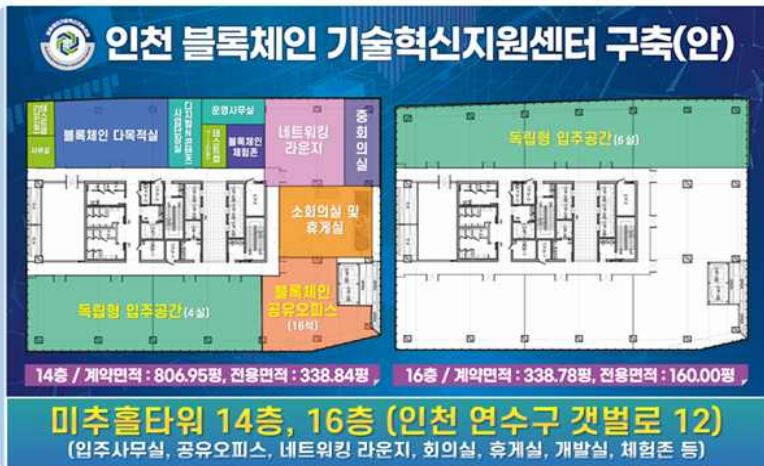 인천 블록체인 기술혁신지원센터 구축(안)
블록체인 다목적실
운영사무실
블록체인
체험존
네트워킹
라운지
중회의실
소회의실 및
휴게실
독립형 입주공간(4실)
블록체인
공유오피스
(16석)
독립형 입주공간(6실)
14층 / 계약면적 : 806.95평, 전용면적 : 338.84평
16층 / 계약면적 : 338.78평, 전용면적 : 160.00평
미추홀타워 14층, 16층 (인천 연수구 갯벌로 12)
(입주사무실, 공유오피스, 네트워킹 라운지, 회의실, 휴게실, 개발실, 체험존 등)